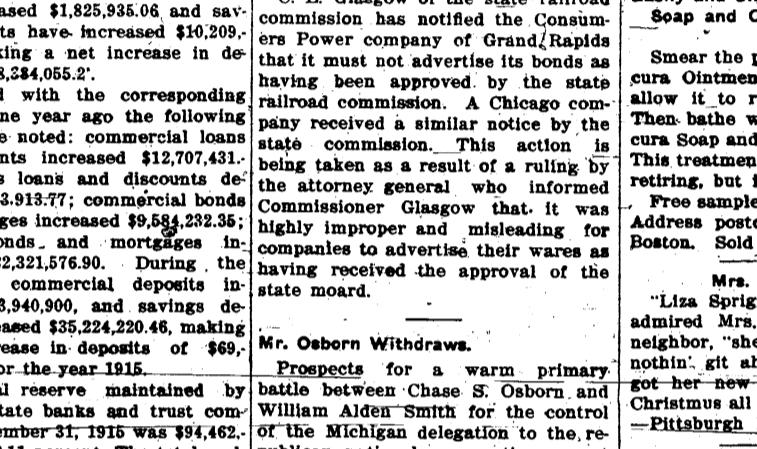 ased $1,825,935.06 and sav-
ts have increased $10,209,-
king a net increase in de-
8,384,055.2'.
d with the corresponding
ne year ago the following
e noted: commercial loans
nts increased $12,707,431.-
s loans and discounts de-
3.913.77; commercial bonds
ges increased $9,584,232.35;
onds and mortgages in-
2,321,576.90. During the
commercial deposits in-
3,940,900, and savings de-
eased $35,224,220.46, making
ease in deposits of $69,-
or the year 1915.
al reserve maintained by
tate banks and trust com-
ember 31, 1915 was $94,462.-
commission has notified the Consum-
ers Power company of Grand Rapids
that it must not advertise its bonds as
having been approved by the state
railroad commission. A Chicago com-
pany received a similar notice by the
state commission. This action is
being taken as a result of a ruling by
the attorney general who informed
Commissioner Glasgow that it was
highly improper and misleading for
companies to advertise their wares as
having received the approval of the
state moard.
Mr. Osborn Withdraws.
Prospects for a warm primary
battle between Chase S. Osborn and
William Alden Smith for the control
of the Michigan delegation to the re-
Soap and
Smear the
cura Ointmen
allow it to r
Then bathe w
cura Soap and
This treatmen
retiring, but
Free sample
Address poste
Boston. Sold
Mrs.
"Liza Sprig
admired Mrs.
neighbor, "she
nothin' git ah
got her new
Christmus all
—Pittsburgh